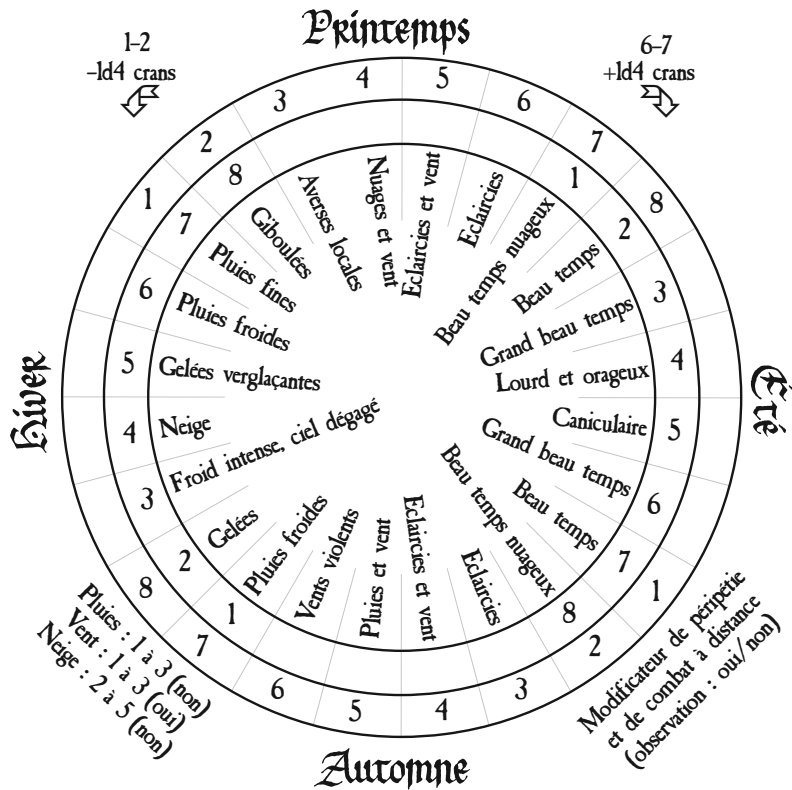 Printemps
1–2
–1d4 crans
6–7
+1d4 crans
1
2
3
4
5
6
7
8
8
7
6
5
4
3
2
1
1
2
3
4
5
6
7
8
8
7
6
5
4
3
2
1
Averses locales
Nuages et vent
Eclaircies et vent
Eclaircies
Beau temps nuageux
Beau temps
Grand beau temps
Lourd et orageux
Caniculaire
Grand beau temps
Beau temps
Beau temps nuageux
Eclaircies
Eclaircies et vent
Pluies et vent
Vents violents
Pluies froides
Gelées
Froid intense, ciel dégagé
Neige
Gelées verglaçantes
Pluies froides
Pluies fines
Giboulées
Hiver
Été
Pluies : 1 à 3 (non)
Vent : 1 à 3 (oui)
Neige : 2 à 5 (non)
Modificateur de péripétie
et de combat à distance
(observation : oui/non)
Automne